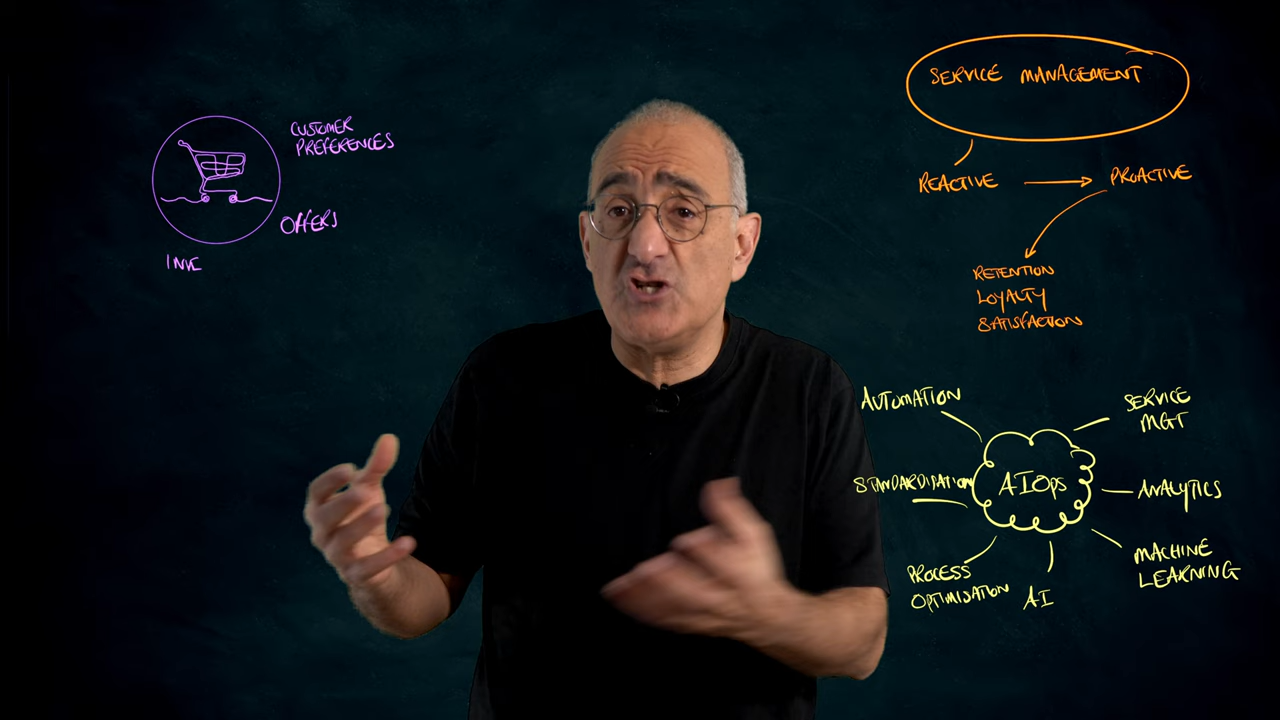 CUSTOMER
PREFERENCES
OFFERS
INVE
SERVICE MANAGEMENT
REACTIVE
PROACTIVE
RETENTION
LOYALTY
SATISFACTION
AUTOMATION
SERVICE
MGT
STANDARDISATION
AIOps
ANALYTICS
PROCESS
OPTIMISATION
AI
MACHINE
LEARNING